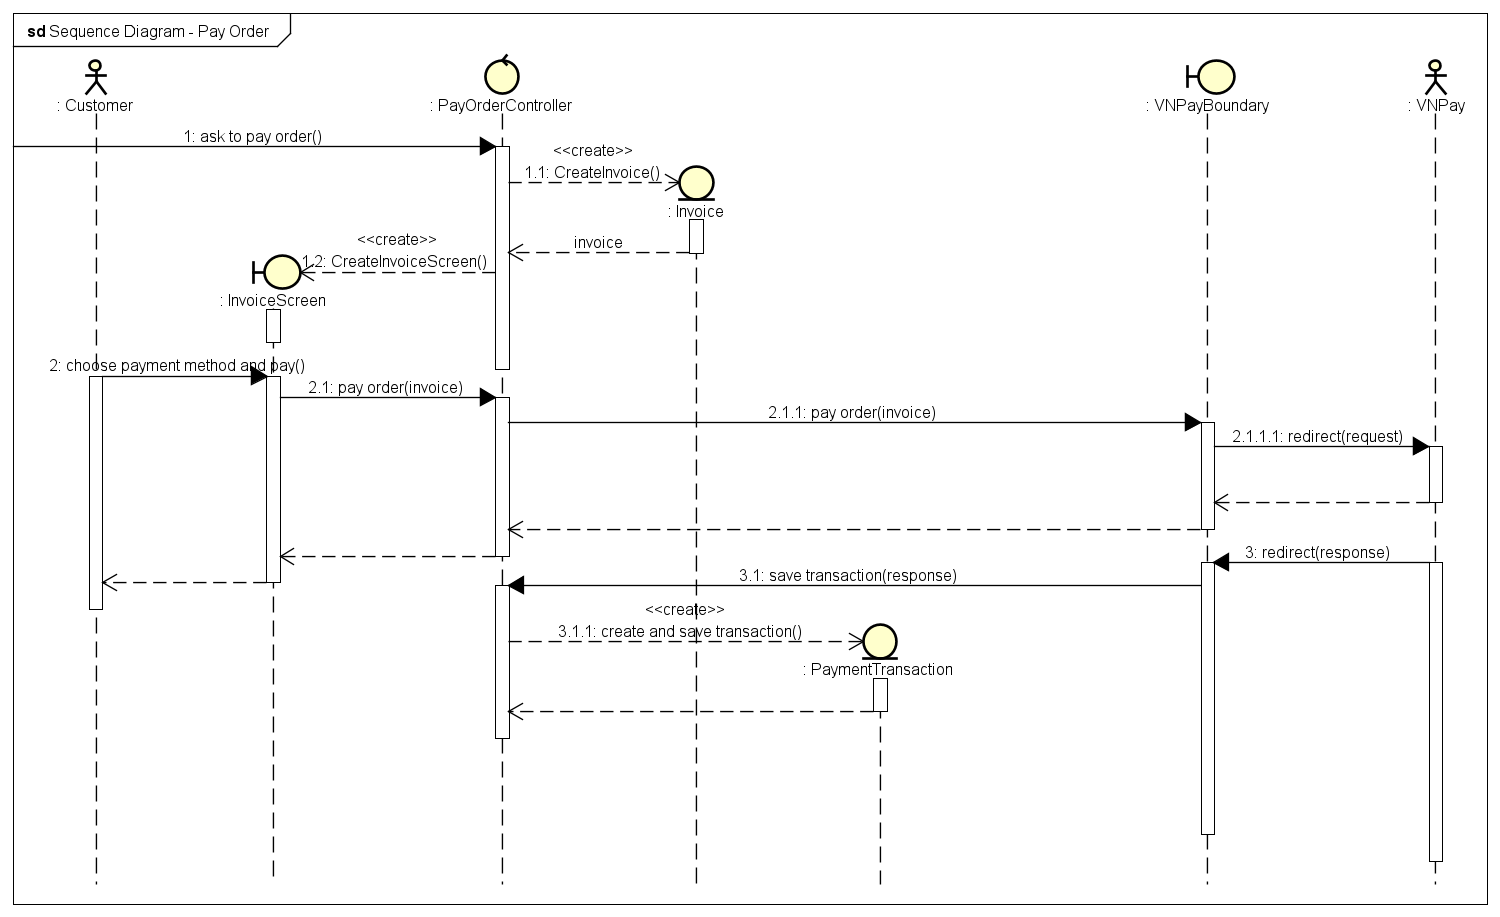 sd Sequence Diagram - Pay Order
: Customer
: PayOrderController
: VNPayBoundary
: VNPay
1: ask to pay order()
<<create>>
1.1: CreateInvoice()
: Invoice
invoice
<<create>>
1.2: CreateInvoiceScreen()
: InvoiceScreen
2: choose payment method and pay()
2.1: pay order(invoice)
2.1.1: pay order(invoice)
2.1.1.1: redirect(request)
3: redirect(response)
3.1: save transaction(response)
<<create>>
3.1.1: create and save transaction()
: PaymentTransaction